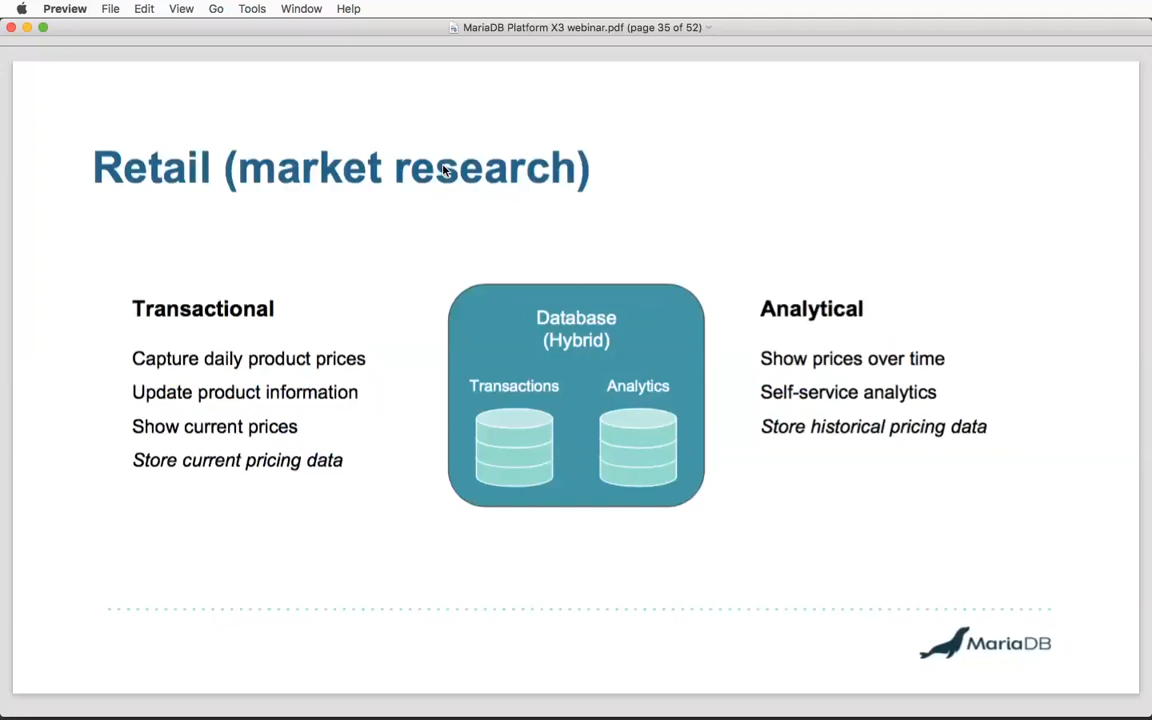 Preview File Edit View Go Tools Window Help
MariaDB Platform X3 webinar.pdf (page 35 of 52)
Retail (market research)
Transactional
Capture daily product prices
Update product information
Show current prices
Store current pricing data
Database
(Hybrid)
Transactions Analytics
Analytical
Show prices over time
Self-service analytics
Store historical pricing data
MariaDB